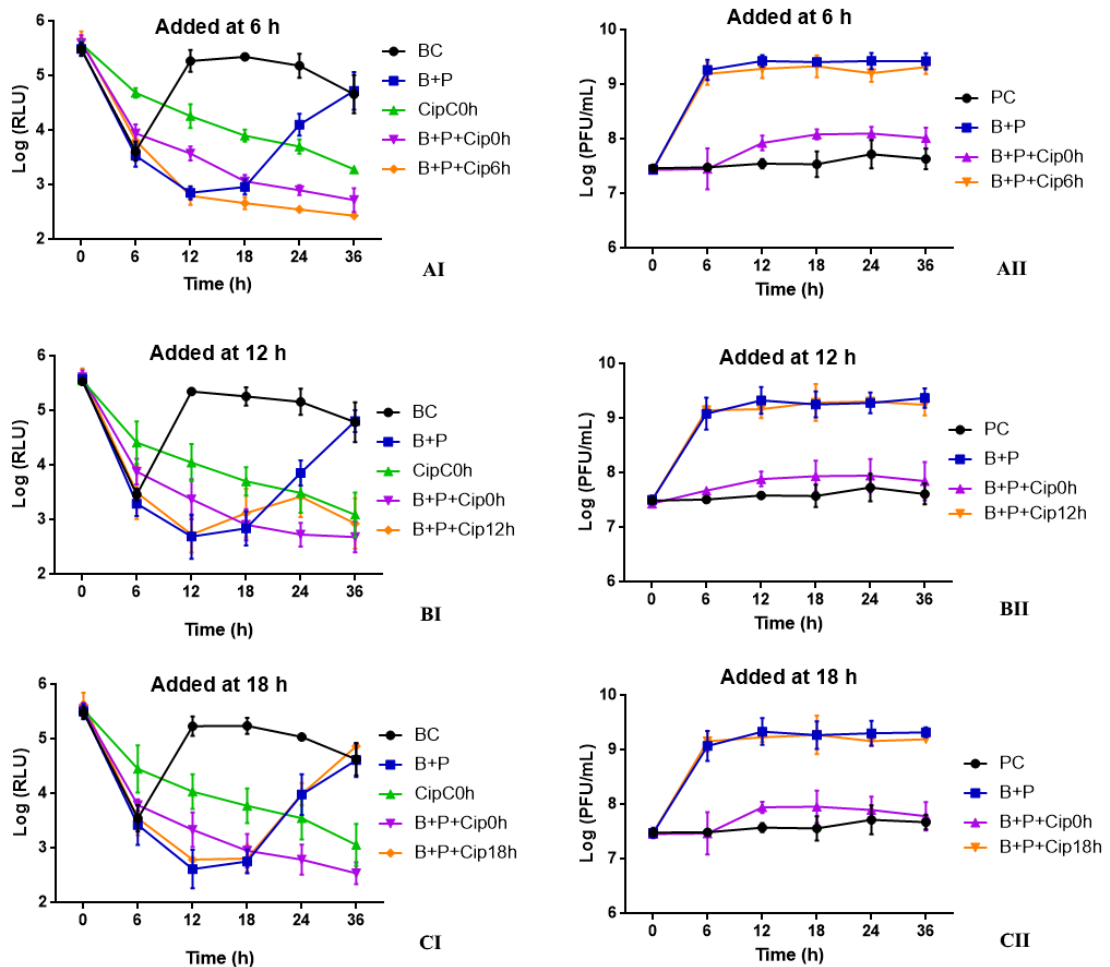 Added at 6 h
Log (RLU)
6
5
4
3
2
0 6 12 18 24 36
Time (h)
BC
B+P
CipC0h
B+P+Cip0h
B+P+Cip6h
AI
Added at 6 h
Log (PFU/mL)
10
9
8
7
6
0 6 12 18 24 36
Time (h)
PC
B+P
B+P+Cip0h
B+P+Cip6h
AII
Added at 12 h
Log (RLU)
6
5
4
3
2
0 6 12 18 24 36
Time (h)
BC
B+P
CipC0h
B+P+Cip0h
B+P+Cip12h
BI
Added at 12 h
Log (PFU/mL)
10
9
8
7
6
0 6 12 18 24 36
Time (h)
PC
B+P
B+P+Cip0h
B+P+Cip12h
BII
Added at 18 h
Log (RLU)
6
5
4
3
2
0 6 12 18 24 36
Time (h)
BC
B+P
CipC0h
B+P+Cip0h
B+P+Cip18h
CI
Added at 18 h
Log (PFU/mL)
10
9
8
7
6
0 6 12 18 24 36
Time (h)
PC
B+P
B+P+Cip0h
B+P+Cip18h
CII